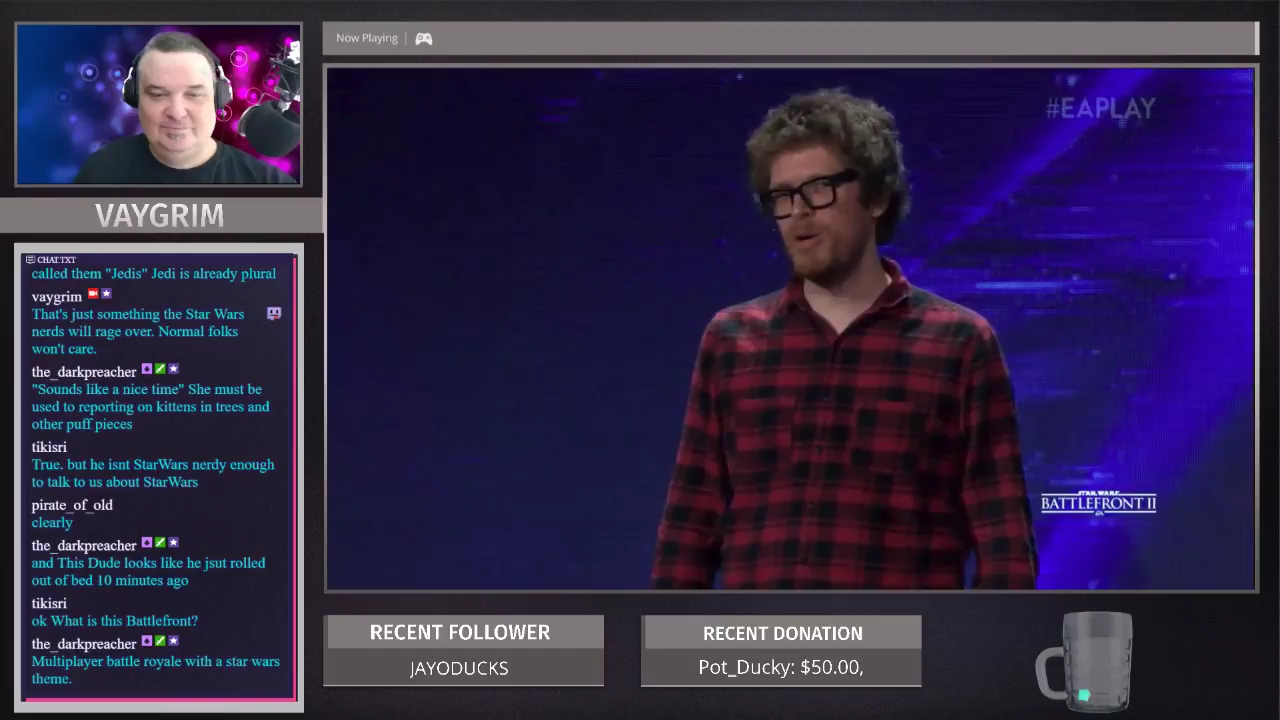 Now Playing
#EAPLAY
VAYGRIM
CHAT.TXT
called them "Jedis" Jedi is already plural
vaygrim
That's just something the Star Wars
nerds will rage over. Normal folks
won't care.
the_darkpreacher
"Sounds like a nice time" She must be
used to reporting on kittens in trees and
other puff pieces
tikisri
True. but he isnt StarWars nerdy enough
to talk to us about StarWars
pirate_of_old
clearly
the_darkpreacher
and This Dude looks like he jsut rolled
out of bed 10 minutes ago
tikisri
ok What is this Battlefront?
the_darkpreacher
Multiplayer battle royale with a star wars
theme.
STAR WARS
BATTLEFRONT II
EA
RECENT FOLLOWER
JAYODUCKS
RECENT DONATION
Pot_Ducky: $50.00,